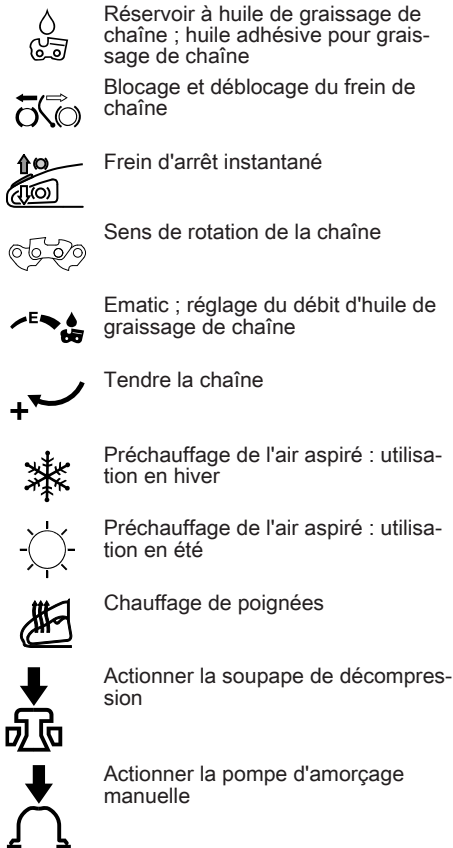 Réservoir à huile de graissage de
chaîne ; huile adhésive pour grais-
sage de chaîne
Blocage et déblocage du frein de
chaîne
Frein d'arrêt instantané
Sens de rotation de la chaîne
E
Ematic ; réglage du débit d'huile de
graissage de chaîne
+
Tendre la chaîne
Préchauffage de l'air aspiré : utilisa-
tion en hiver
Préchauffage de l'air aspiré : utilisa-
tion en été
Chauffage de poignées
Actionner la soupape de décompres-
sion
Actionner la pompe d'amorçage
manuelle